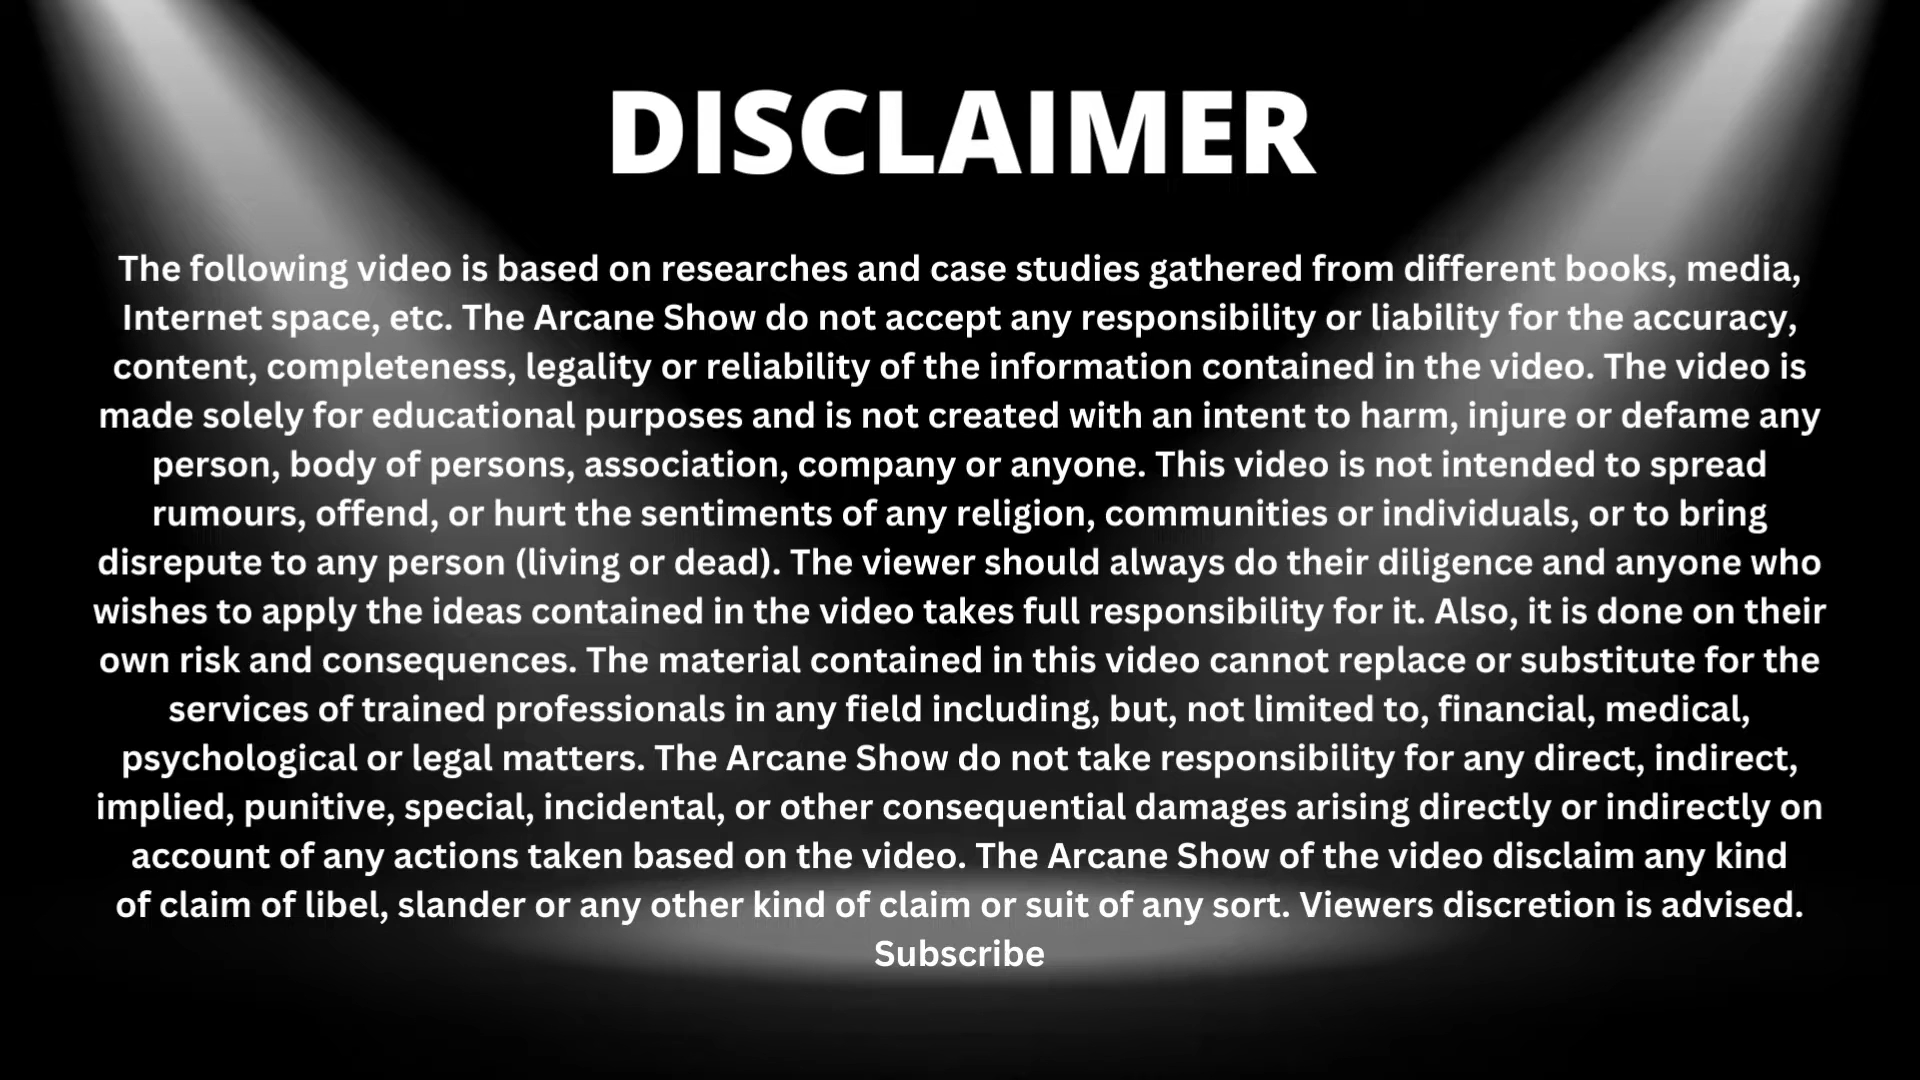 DISCLAIMER
The following video is based on researches and case studies gathered from different books, media,
Internet space, etc. The Arcane Show do not accept any responsibility or liability for the accuracy,
content, completeness, legality or reliability of the information contained in the video. The video is
made solely for educational purposes and is not created with an intent to harm, injure or defame any
person, body of persons, association, company or anyone. This video is not intended to spread
rumours, offend, or hurt the sentiments of any religion, communities or individuals, or to bring
disrepute to any person (living or dead). The viewer should always do their diligence and anyone who
wishes to apply the ideas contained in the video takes full responsibility for it. Also, it is done on their
own risk and consequences. The material contained in this video cannot replace or substitute for the
services of trained professionals in any field including, but, not limited to, financial, medical,
psychological or legal matters. The Arcane Show do not take responsibility for any direct, indirect,
implied, punitive, special, incidental, or other consequential damages arising directly or indirectly on
account of any actions taken based on the video. The Arcane Show of the video disclaim any kind
of claim of libel, slander or any other kind of claim or suit of any sort. Viewers discretion is advised.
Subscribe